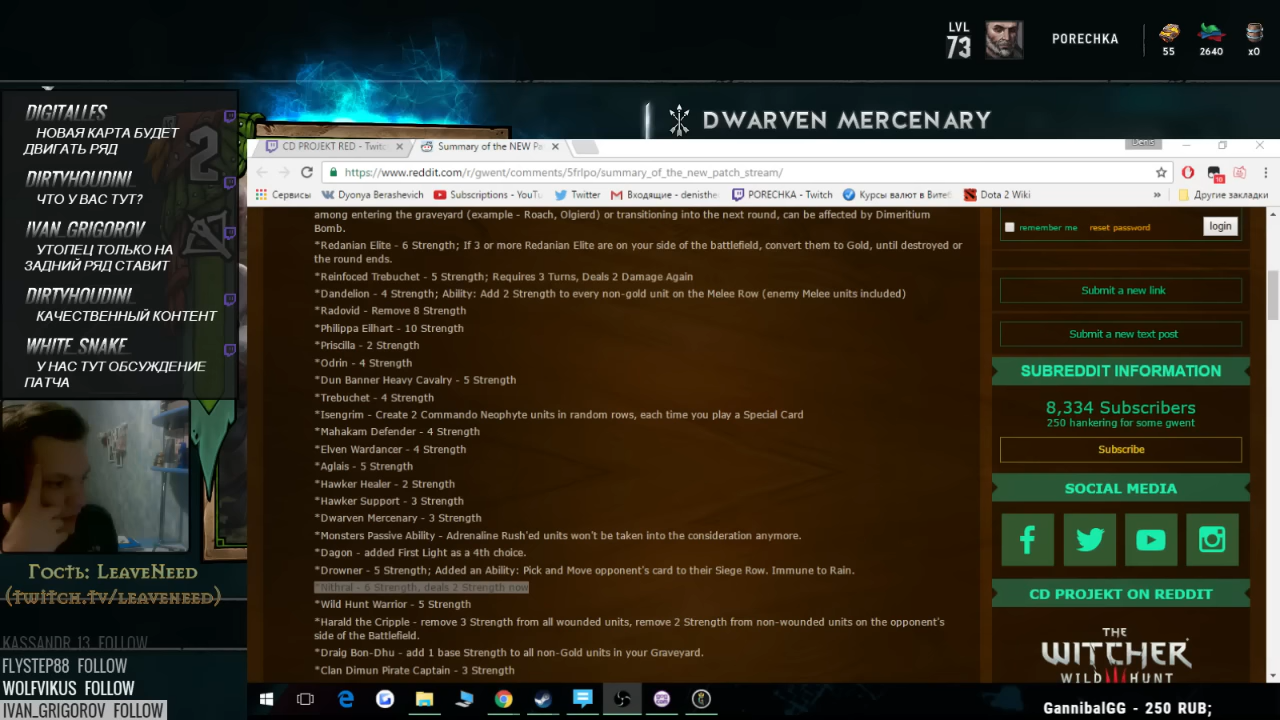 LVL
73
PORECHKA
55
2640
x0
DWARVEN MERCENARY
DIGITALLES
НОВАЯ КАРТА БУДЕТ
ДВИГАТЬ РЯД
DIRTYHOUDINI_
ЧТО У ВАС ТУТ?
IVAN_GRIGOROV
УТОПЕЦ ТОЛЬКО НА
ЗАДНИЙ РЯД СТАВИТ
DIRTYHOUDINI_
КАЧЕСТВЕННЫЙ КОНТЕНТ
WHITE_SNAKE_
У НАС ТУТ ОБСУЖДЕНИЕ
ПАТЧА
Гость: LeaveNeed
(twitch.tv/leaveneed)
KASSANDR_13 FOLLOW
FLYSTEP88 FOLLOW
WOLFVIKUS FOLLOW
IVAN_GRIGOROV FOLLOW
CD PROJEKT RED - Twitc
Summary of the NEW Pa
Denis
https://www.reddit.com/r/gwent/comments/5frlpo/summary_of_the_new_patch_stream/
Сервисы
Dyonya Berashevich
Subscriptions - YouTu
Twitter
Входящие - denisthe
PORECHKA - Twitch
Курсы валют в Витеб
Dota 2 Wiki
»
Другие закладки
among entering the graveyard (example - Roach, Olgierd) or transitioning into the next round, can be affected by Dimeritium
Bomb.
*Redanian Elite - 6 Strength; If 3 or more Redanian Elite are on your side of the battlefield, convert them to Gold, until destroyed or
the round ends.
*Reinfoced Trebuchet - 5 Strength; Requires 3 Turns, Deals 2 Damage Again
*Dandelion - 4 Strength; Ability: Add 2 Strength to every non-gold unit on the Melee Row (enemy Melee units included)
*Radovid - Remove 8 Strength
*Philippa Eilhart - 10 Strength
*Priscilla - 2 Strength
*Odrin - 4 Strength
*Dun Banner Heavy Cavalry - 5 Strength
*Trebuchet - 4 Strength
*Isengrim - Create 2 Commando Neophyte units in random rows, each time you play a Special Card
*Mahakam Defender - 4 Strength
*Elven Wardancer - 4 Strength
*Aglais - 5 Strength
*Hawker Healer - 2 Strength
*Hawker Support - 3 Strength
*Dwarven Mercenary - 3 Strength
*Monsters Passive Ability - Adrenaline Rush'ed units won't be taken into the consideration anymore.
*Dagon - added First Light as a 4th choice.
*Drowner - 5 Strength; Added an Ability: Pick and Move opponent's card to their Siege Row. Immune to Rain.
*Nithral - 6 Strength, deals 2 Strength now
*Wild Hunt Warrior - 5 Strength
*Harald the Cripple - remove 3 Strength from all wounded units, remove 2 Strength from non-wounded units on the opponent's
side of the Battlefield.
*Draig Bon-Dhu - add 1 base Strength to all non-Gold units in your Graveyard.
*Clan Dimun Pirate Captain - 3 Strength
remember me
reset password
login
Submit a new link
Submit a new text post
SUBREDDIT INFORMATION
8,334 Subscribers
250 hankering for some gwent
Subscribe
SOCIAL MEDIA
CD PROJEKT ON REDDIT
THE
WITCHER
WILD HUNT
GannibalGG - 250 RUB;